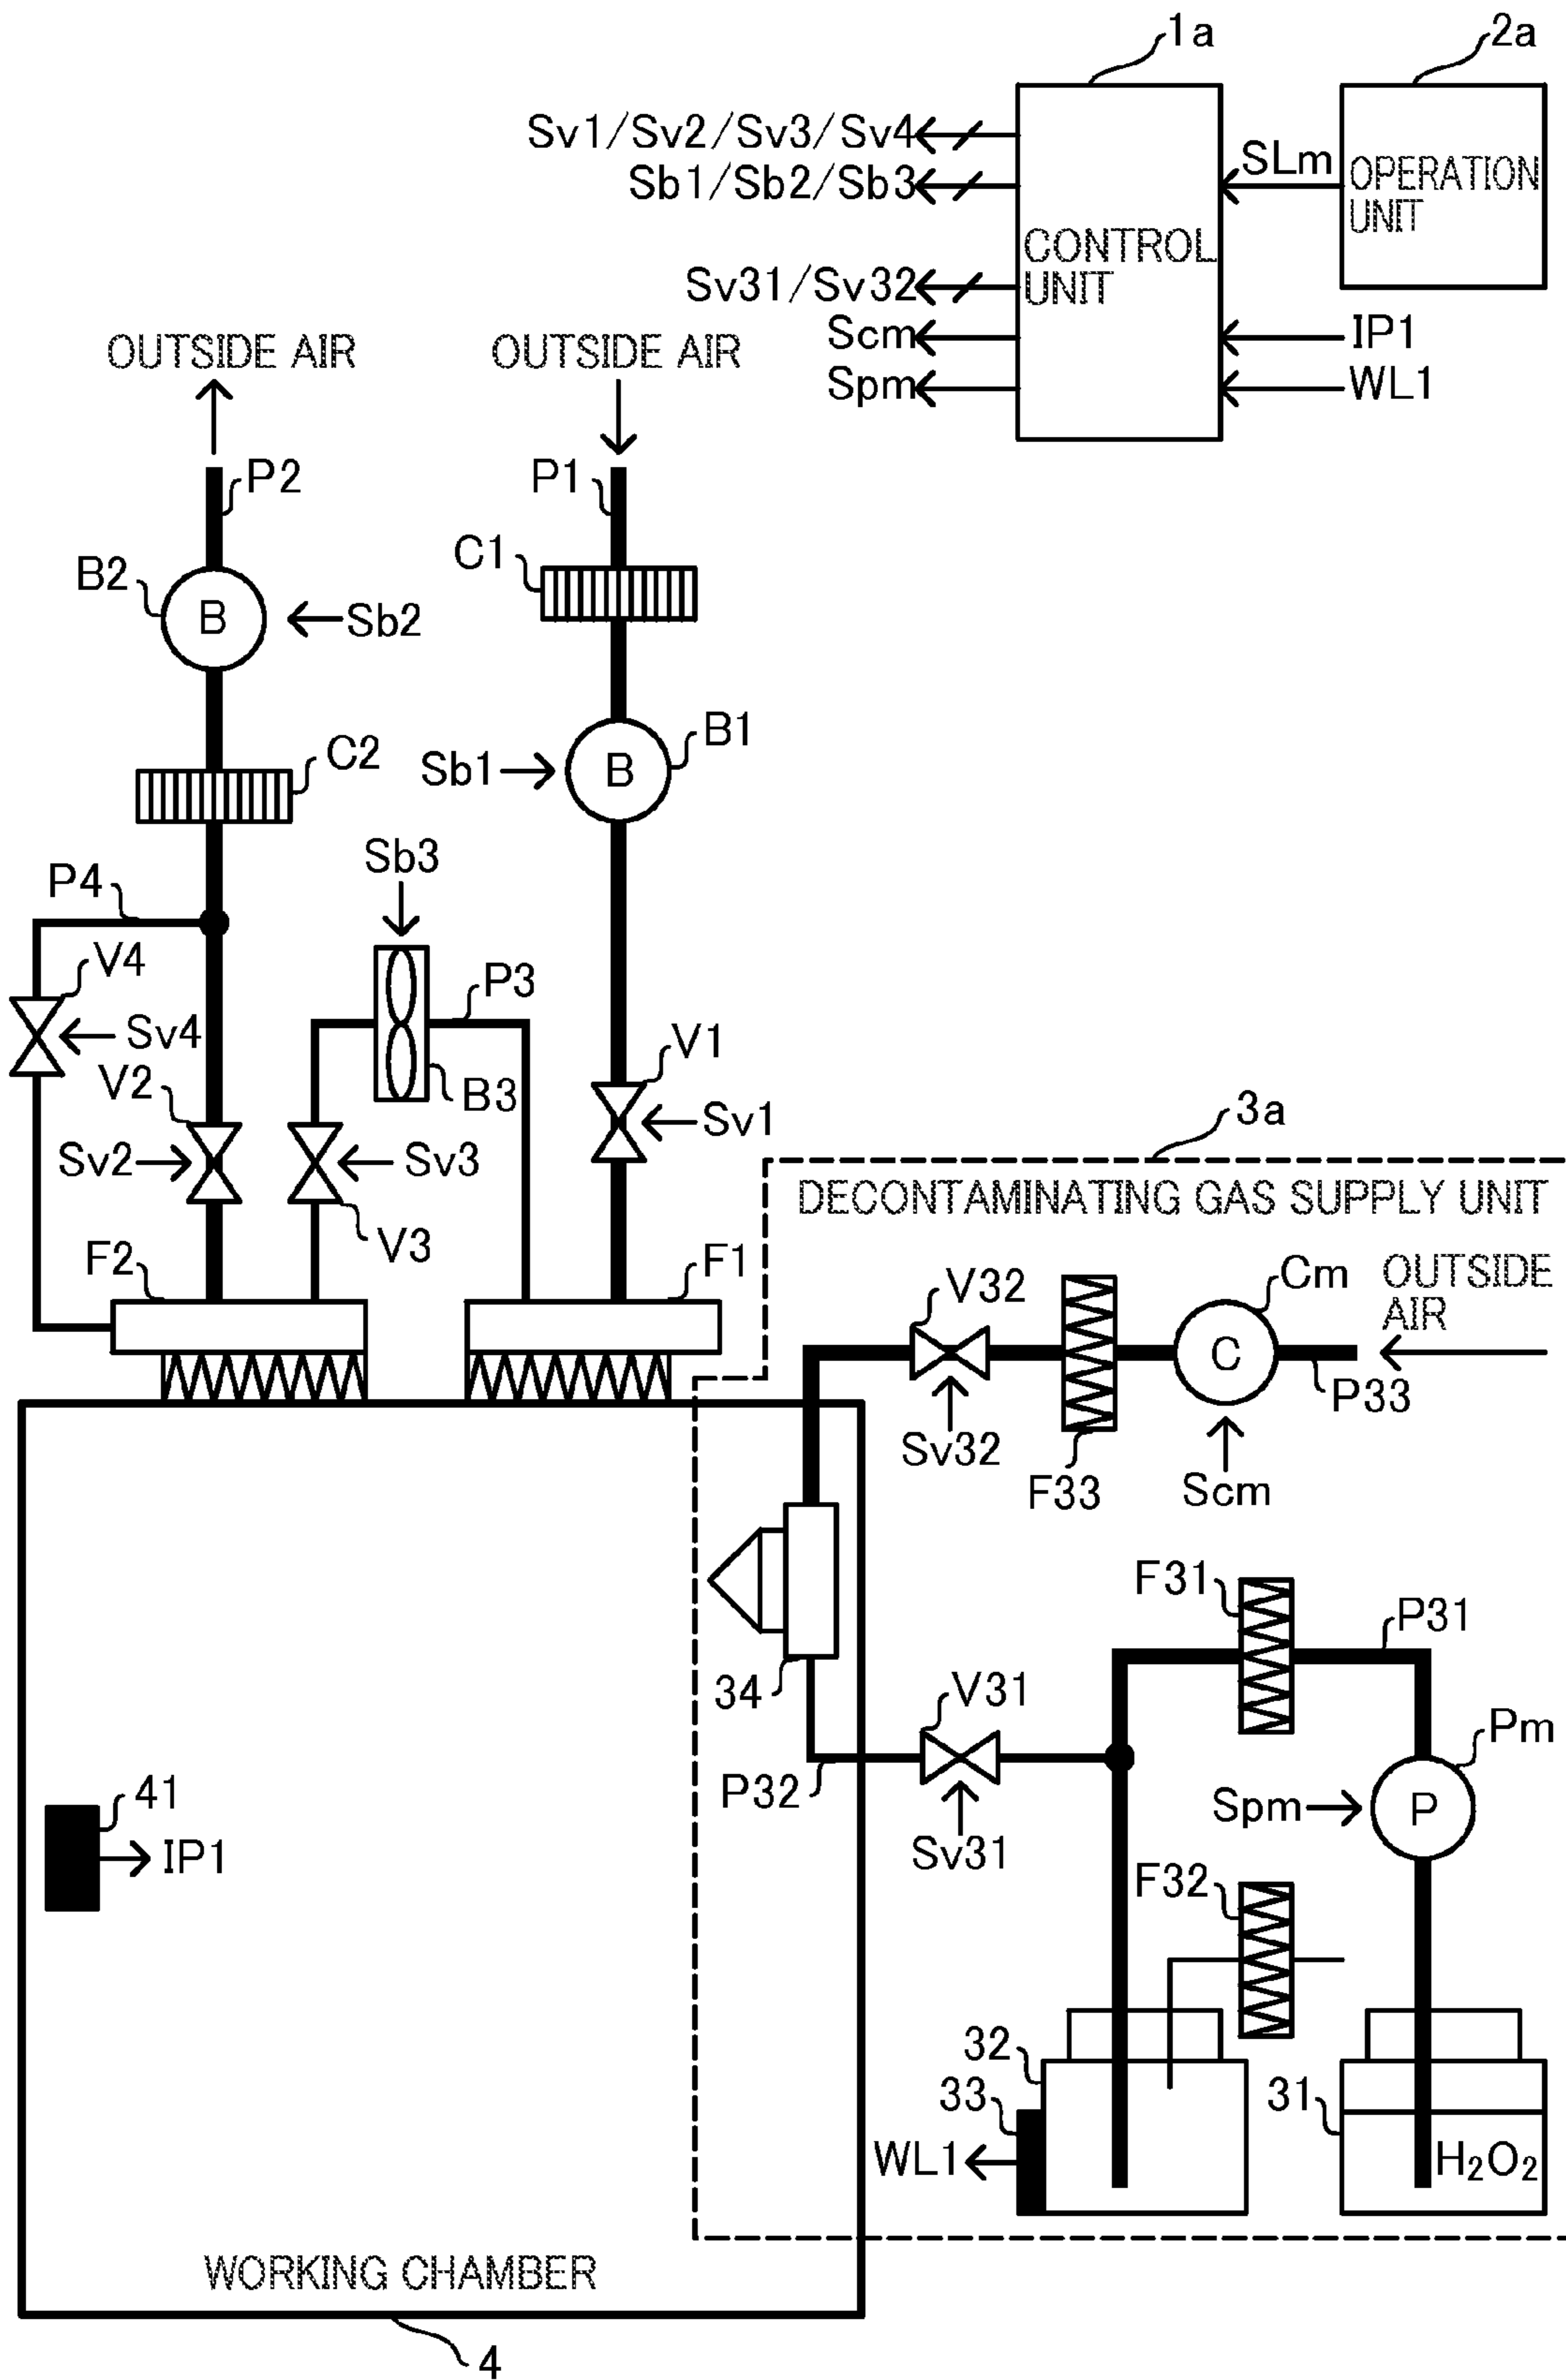 1a
2a
Sv1/Sv2/Sv3/Sv4
SLm
OPERATION
UNIT
Sb1/Sb2/Sb3
CONTROL
UNIT
Sv31/Sv32
Scm
IP1
Spm
WL1
OUTSIDE AIR
OUTSIDE AIR
P2
P1
C1
B2
B
Sb2
B1
C2
Sb1
B
Sb3
P4
V4
P3
Sv4
V1
V2
B3
Sv1
3a
Sv2
Sv3
DECONTAMINATING GAS SUPPLY UNIT
V3
F2
F1
V32
Cm
OUTSIDE
AIR
C
P33
Sv32
F33
Scm
F31
P31
34
V31
Pm
P32
Spm
P
41
IP1
Sv31
F32
32
33
31
WL1
H₂O₂
WORKING CHAMBER
4